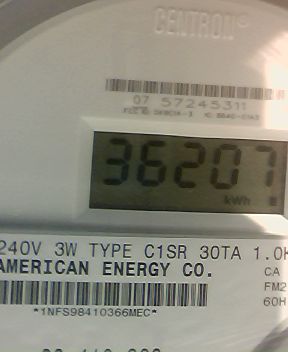 CENTRON®
07 57245311
36207
kWh
240V 3W TYPE C1SR 30TA 1.0K
AMERICAN ENERGY CO.
CA
FM2
60H
*1NFS98410366MEC*